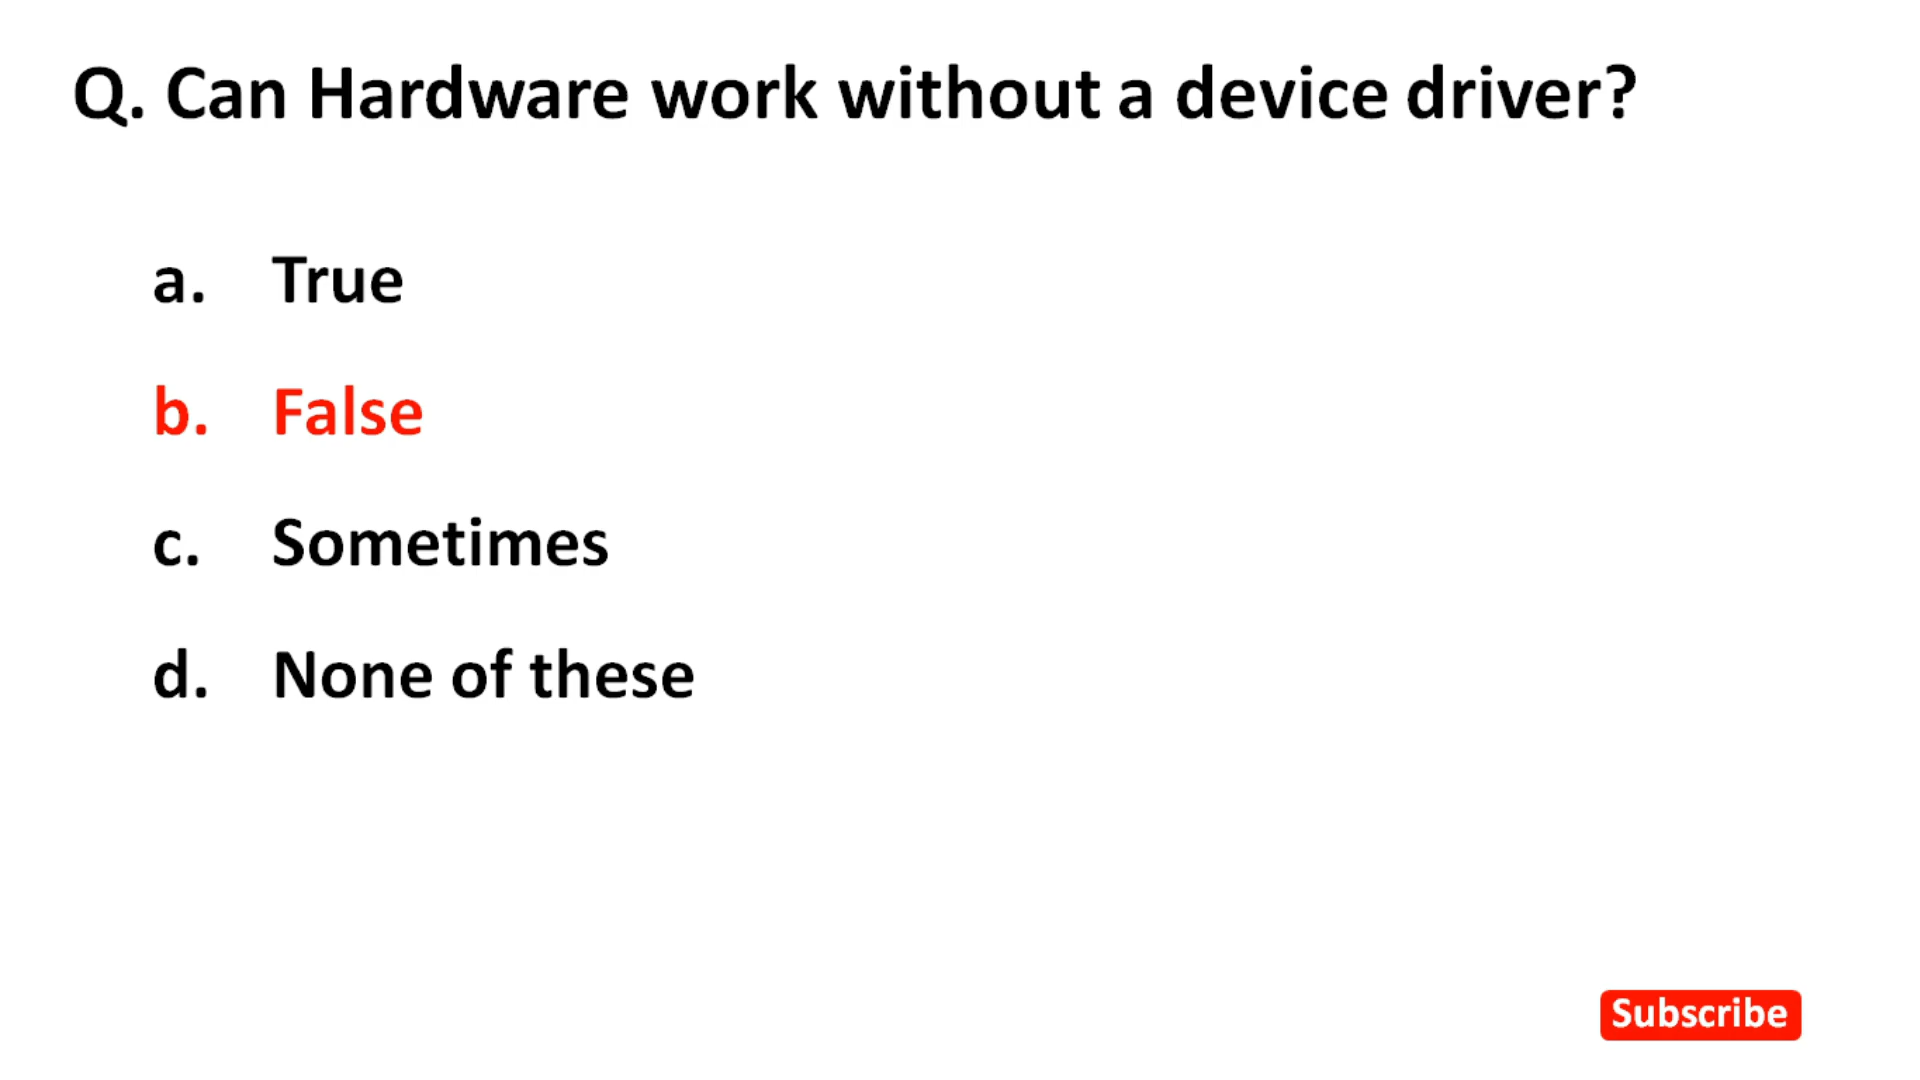 Q. Can Hardware work without a device driver?
a. True
b. False
c. Sometimes
d. None of these
Subscribe